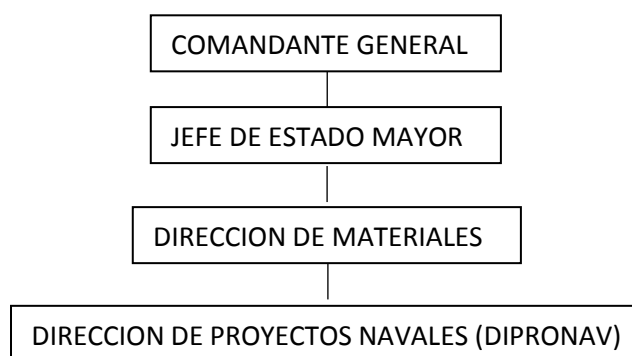 COMANDANTE GENERAL
JEFE DE ESTADO MAYOR
DIRECCION DE MATERIALES
DIRECCION DE PROYECTOS NAVALES (DIPRONAV)